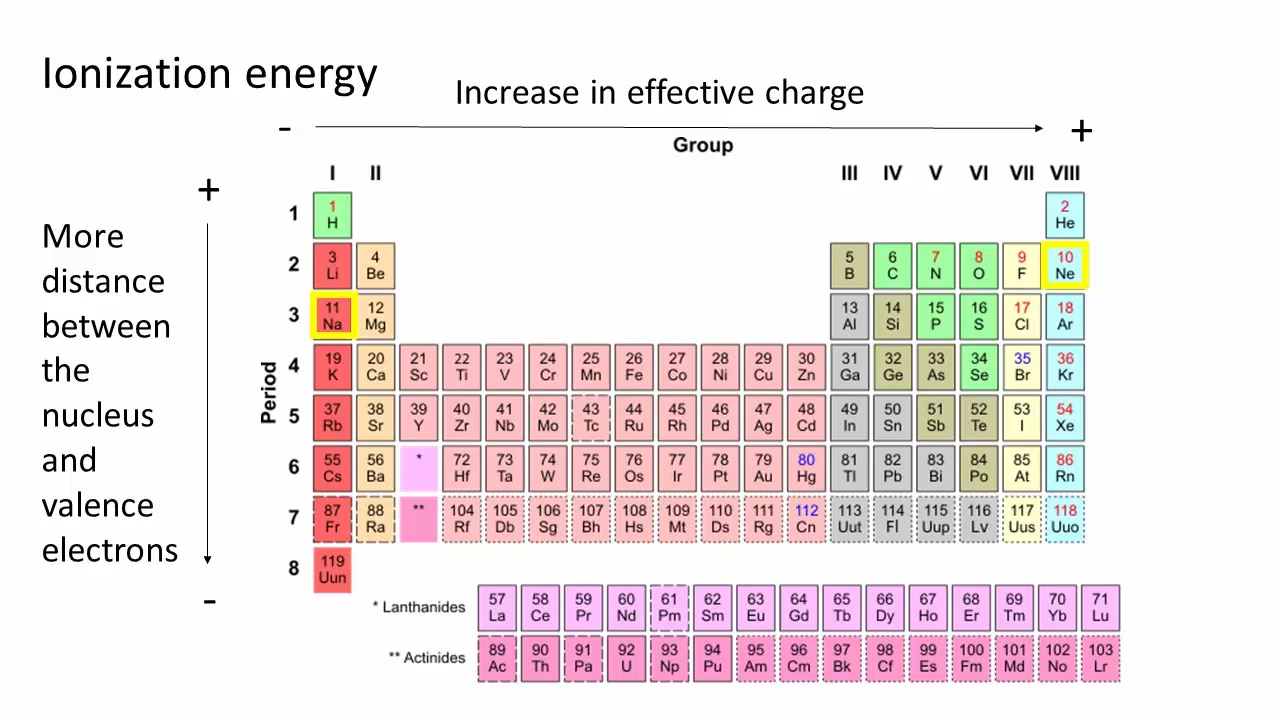 Ionization energy
Increase in effective charge
- +
Group
I II III IV V VI VII VIII
+
More
distance
between
the
nucleus
and
valence
electrons
-
Period
1
1 2
H He
2
3 4 5 6 7 8 9 10
Li Be B C N O F Ne
3
11 12 13 14 15 16 17 18
Na Mg Al Si P S Cl Ar
4
19 20 21 22 23 24 25 26 27 28 29 30 31 32 33 34 35 36
K Ca Sc Ti V Cr Mn Fe Co Ni Cu Zn Ga Ge As Se Br Kr
5
37 38 39 40 41 42 43 44 45 46 47 48 49 50 51 52 53 54
Rb Sr Y Zr Nb Mo Tc Ru Rh Pd Ag Cd In Sn Sb Te I Xe
6
55 56 * 72 73 74 75 76 77 78 79 80 81 82 83 84 85 86
Cs Ba Hf Ta W Re Os Ir Pt Au Hg Tl Pb Bi Po At Rn
7
87 88 ** 104 105 106 107 108 109 110 111 112 113 114 115 116 117 118
Fr Ra Rf Db Sg Bh Hs Mt Ds Rg Cn Uut Fl Uup Lv Uus Uuo
8
119
Uun
* Lanthanides
57 58 59 60 61 62 63 64 65 66 67 68 69 70 71
La Ce Pr Nd Pm Sm Eu Gd Tb Dy Ho Er Tm Yb Lu
** Actinides
89 90 91 92 93 94 95 96 97 98 99 100 101 102 103
Ac Th Pa U Np Pu Am Cm Bk Cf Es Fm Md No Lr